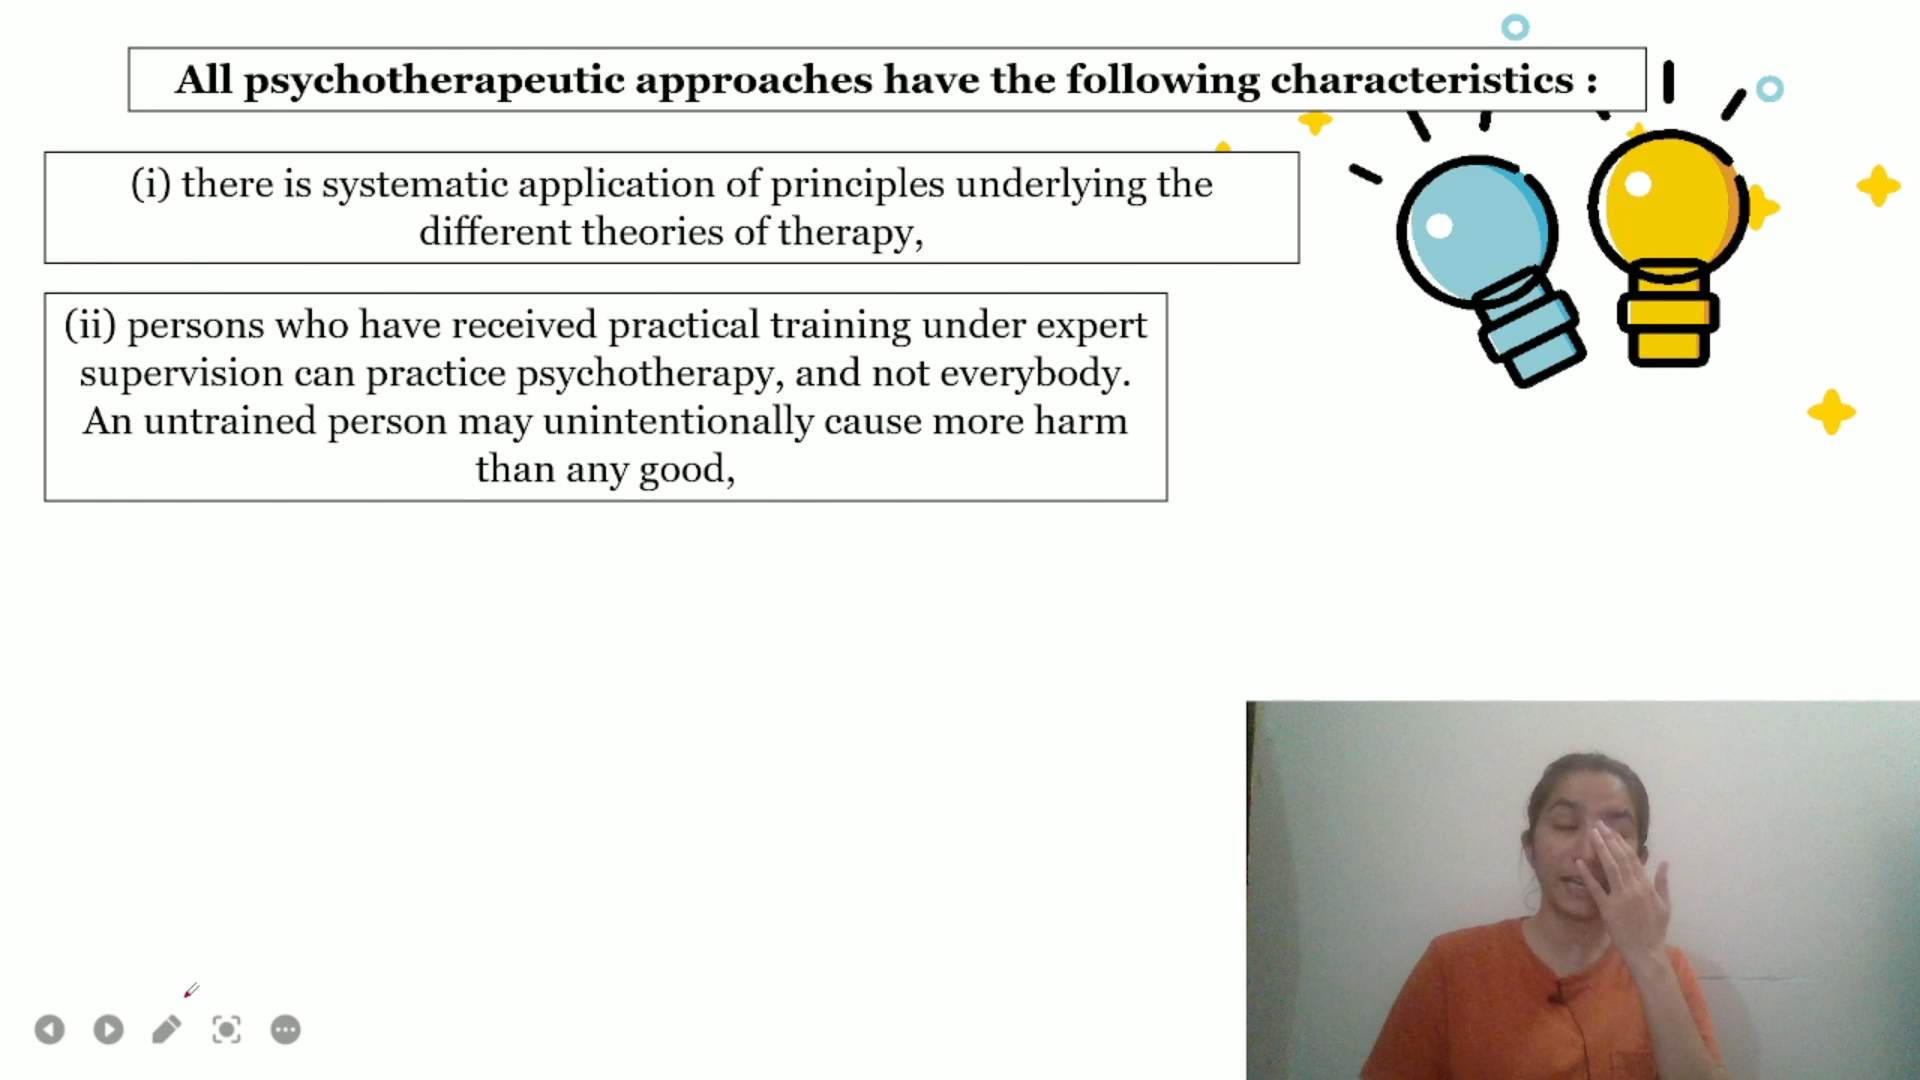 All psychotherapeutic approaches have the following characteristics :
(i) there is systematic application of principles underlying the
different theories of therapy,
(ii) persons who have received practical training under expert
supervision can practice psychotherapy, and not everybody.
An untrained person may unintentionally cause more harm
than any good,